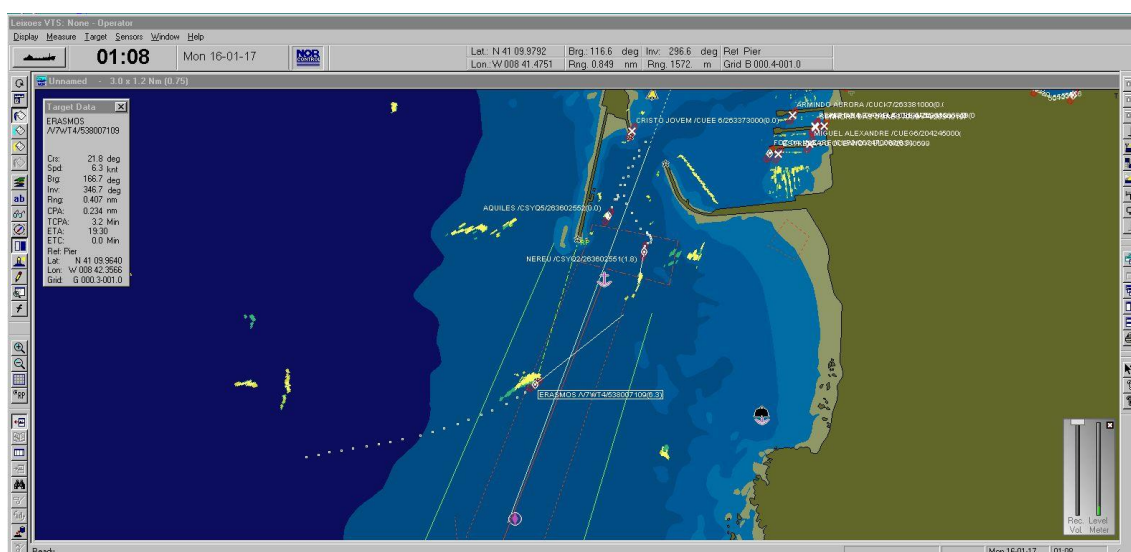 Leixoes VTS: None - Operator
Display Measure Target Sensors Window Help
01:08
Mon 16-01-17
NOR CONTROL
Lat.: N 41 09.9792 Brg.: 116.6 deg Inv: 296.6 deg Ref Pier
Lon.: W 008 41.4751 Rng. 0.849 nm Rng. 1572. m Grid B 000.4-001.0
Unnamed - 3.0 x 1.2 Nm (0.75)
Target Data
ERASMOS
/V7WT4/538007109
Crs: 21.8 deg
Spd: 6.3 knt
Brg: 166.7 deg
Inv: 346.7 deg
Rng: 0.407 nm
CPA: 0.234 nm
TCPA: 3.2 Min
ETA: 19:30
ETC: 0.0 Min
Ref: Pier
Lat: N 41 09.9640
Lon: W 008 42.3566
Grid: G 000.3-001.0
ARMINDO AURORA /CUCK7/263381000(0.(
CRISTO JOVEM /CUEE 6/263373000(0.0)
MIGUEL ALEXANDRE /CUEG6/204246000(
AQUILES /CSYQ5/263602552(0.0)
NEREU /CSYQ2/263602551(1.8)
ERASMOS /V7WT4/538007109(6.3)
ab
RP
Rec. Level
Vol. Meter
Ready
Mon 16-01-17 01:08